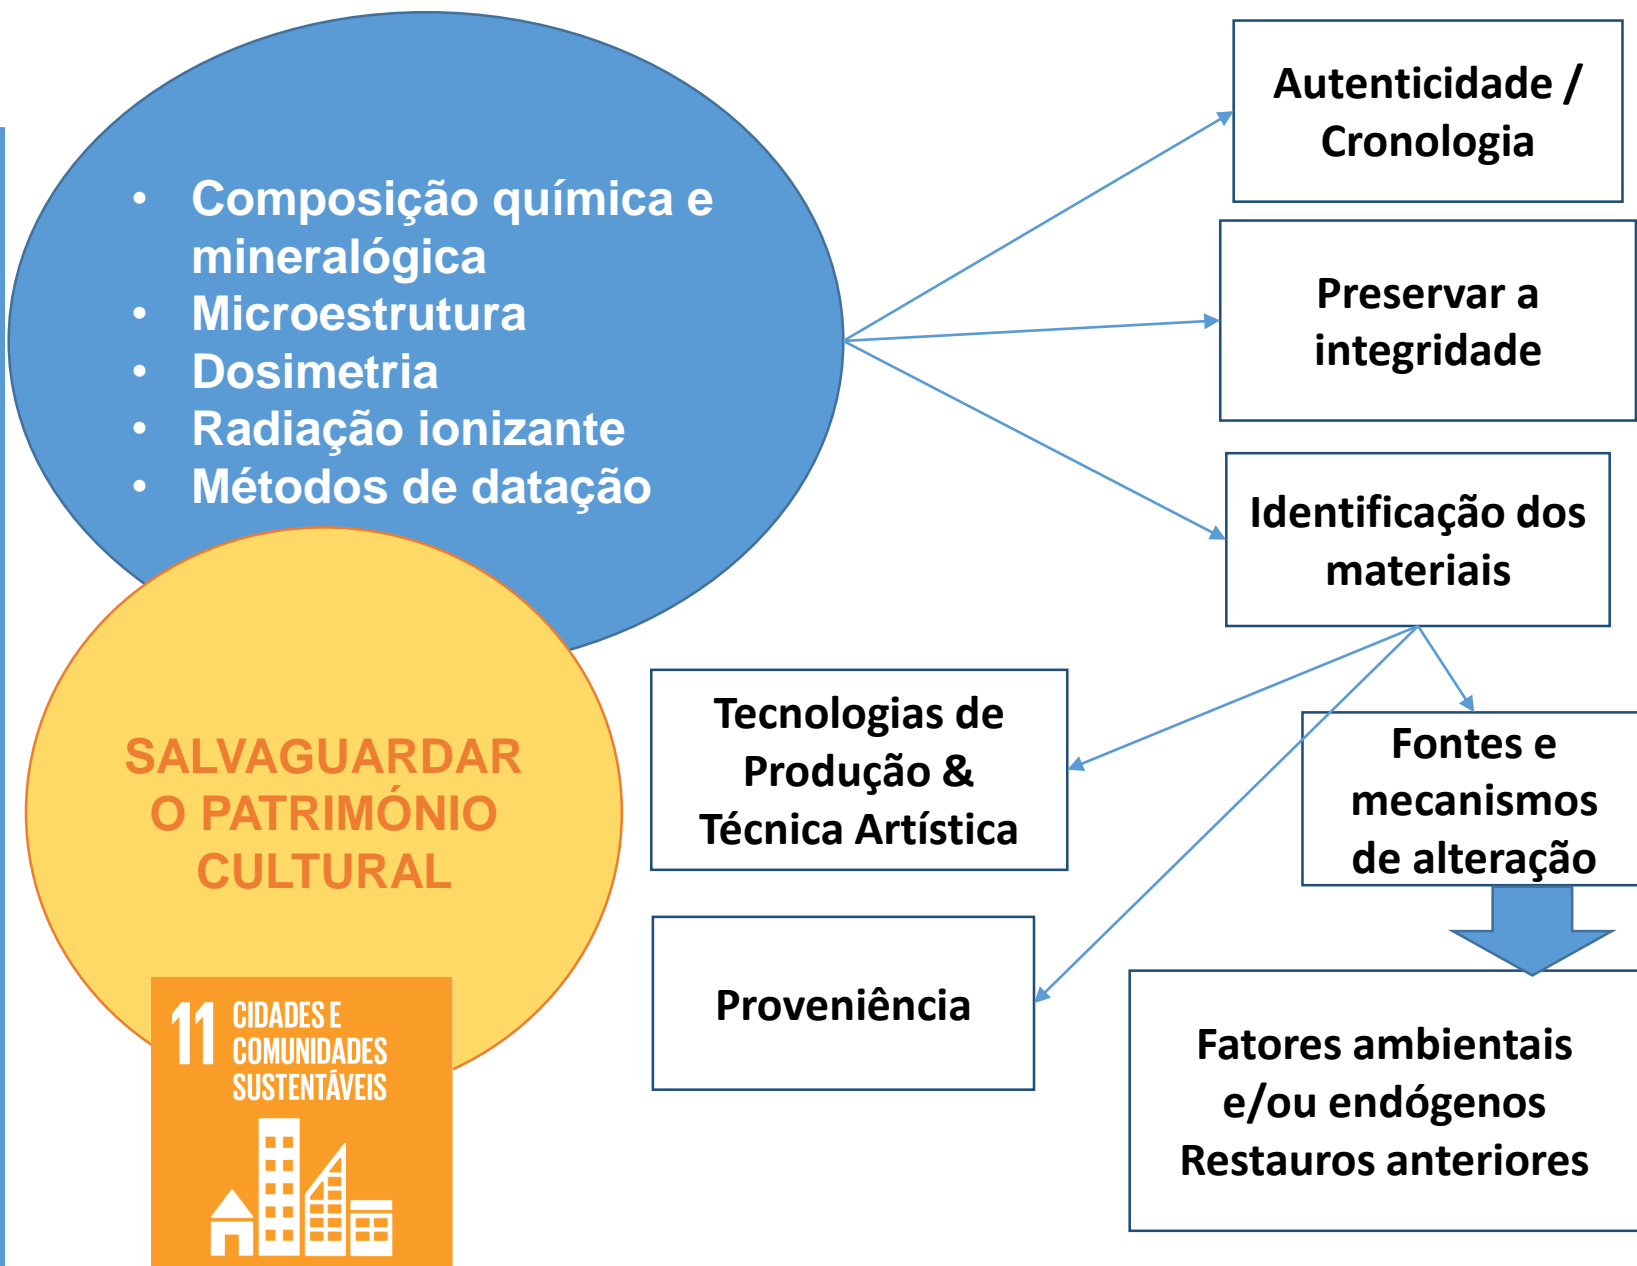 • Composição química e
mineralógica
• Microestrutura
• Dosimetria
• Radiação ionizante
• Métodos de datação
SALVAGUARDAR
O PATRIMÓNIO
CULTURAL
11 CIDADES E
COMUNIDADES
SUSTENTÁVEIS
Autenticidade /
Cronologia
Preservar a
integridade
Identificação dos
materiais
Tecnologias de
Produção &
Técnica Artística
Fontes e
mecanismos
de alteração
Proveniência
Fatores ambientais
e/ou endógenos
Restauros anteriores